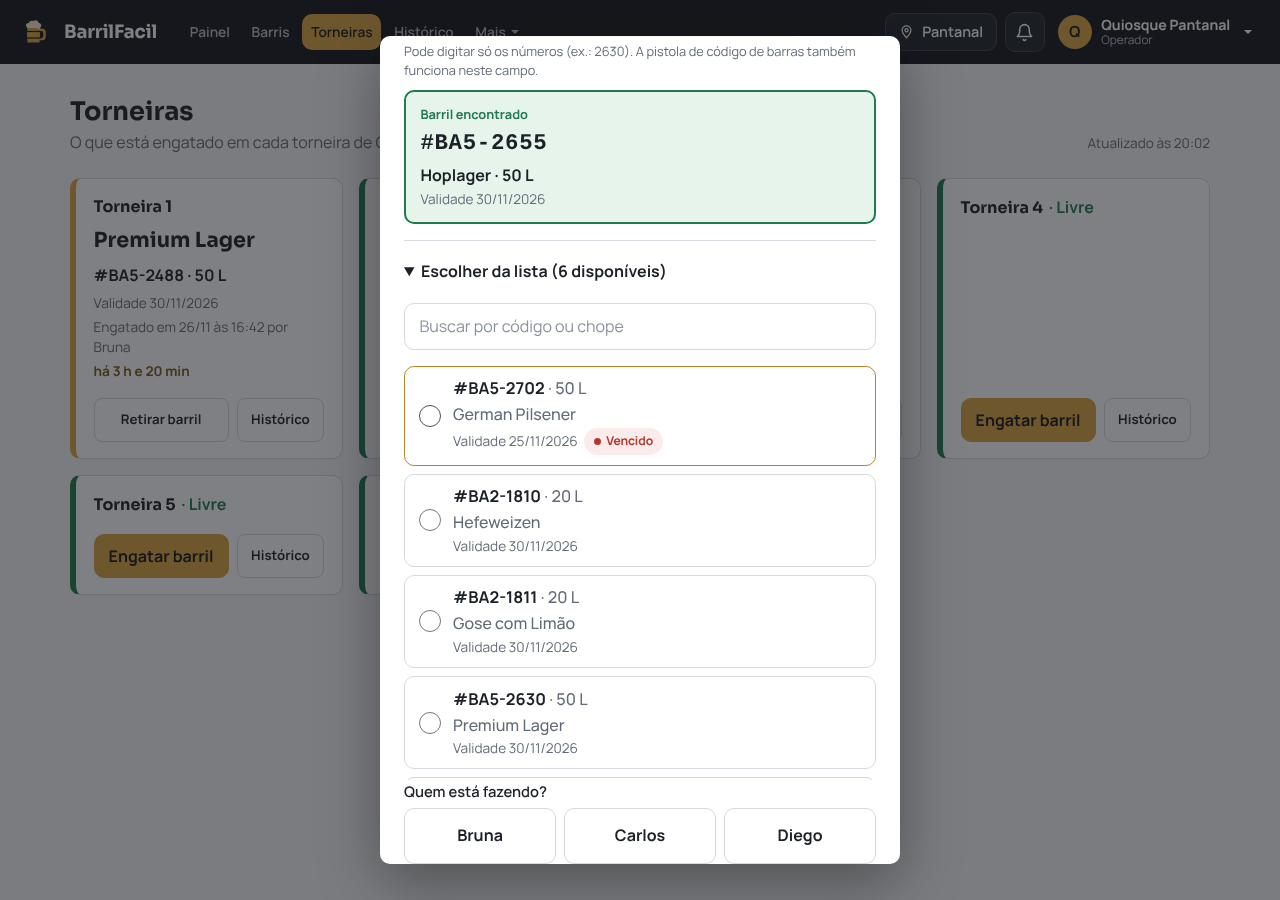 BarrilFacil
Painel
Barris
Torneiras
Histórico
Mais
Pantanal
Q
Quiosque Pantanal
Operador
Torneiras
O que está engatado em cada torneira de
Atualizado às 20:02
Torneira 1
Premium Lager
#BA5-2488 · 50 L
Validade 30/11/2026
Engatado em 26/11 às 16:42 por
Bruna
há 3 h e 20 min
Retirar barril
Histórico
Torneira 4 · Livre
Engatar barril
Histórico
Torneira 5 · Livre
Engatar barril
Histórico
Pode digitar só os números (ex.: 2630). A pistola de código de barras também
funciona neste campo.
Barril encontrado
#BA5-2655
Hoplager · 50 L
Validade 30/11/2026
Escolher da lista (6 disponíveis)
Buscar por código ou chope
#BA5-2702 · 50 L
German Pilsener
Validade 25/11/2026
Vencido
#BA2-1810 · 20 L
Hefeweizen
Validade 30/11/2026
#BA2-1811 · 20 L
Gose com Limão
Validade 30/11/2026
#BA5-2630 · 50 L
Premium Lager
Validade 30/11/2026
Quem está fazendo?
Bruna
Carlos
Diego